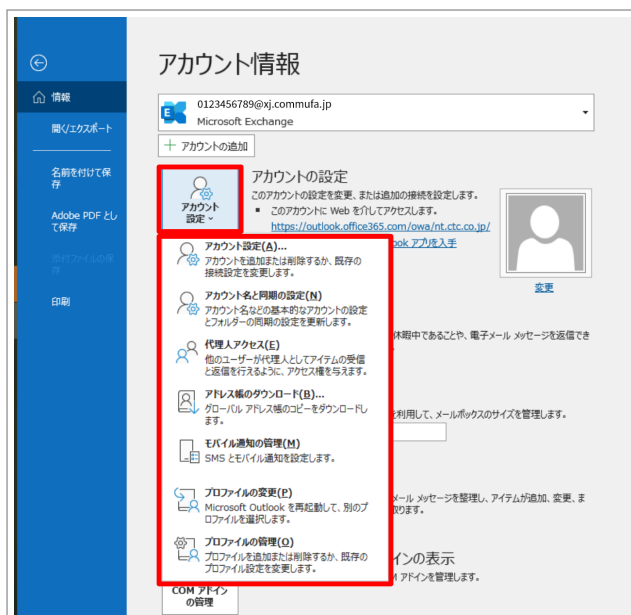 アカウント情報
情報
開く/エクスポート
名前を付けて保
存
Adobe PDF とし
て保存
添付ファイルの保
存
印刷
0123456789@xj.commufa.jp
Microsoft Exchange
アカウントの追加
アカウント
設定
アカウントの設定
このアカウントの設定を変更、または追加の接続を設定します。
■ このアカウントに Web を介してアクセスします。
https://outlook.office365.com/owa/nt.ctc.co.jp/
ook アプリを入手
変更
アカウント設定(A)...
アカウントを追加または削除するか、既存の
接続設定を変更します。
アカウント名と同期の設定(N)
アカウント名などの基本的なアカウントの設定
とフォルダーの同期の設定を更新します。
代理人アクセス(E)
他のユーザーが代理人としてアイテムの受信
と返信を行えるように、アクセス権を与えます。
アドレス帳のダウンロード(B)...
グローバル アドレス帳のコピーをダウンロードし
ます。
モバイル通知の管理(M)
SMS とモバイル通知を設定します。
プロファイルの変更(P)
Microsoft Outlook を再起動して、別のプ
ロファイルを選択します。
プロファイルの管理(O)
プロファイルを追加または削除するか、既存の
プロファイル設定を変更します。
休暇中であることや、電子メール メッセージを返信でき
を利用して、メールボックスのサイズを管理します。
メール メッセージを整理し、アイテムが追加、変更、ま
取ります。
インの表示
M アドインを管理します。
COM アドイン
の管理